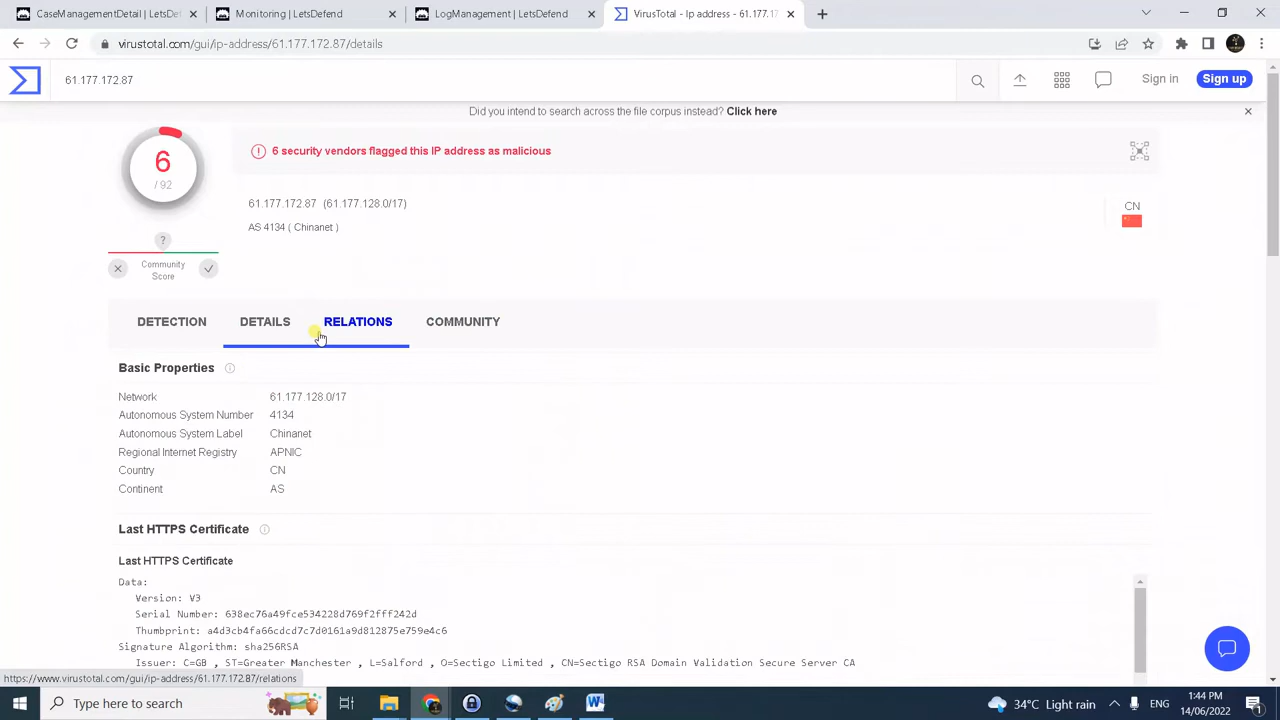 CaseManagementDetail | LetsDef
Monitoring | LetsDefend
LogManagement | LetsDefend
VirusTotal - Ip address - 61.177.17
virustotal.com/gui/ip-address/61.177.172.87/details
61.177.172.87
Sign in
Sign up
Did you intend to search across the file corpus instead? Click here
6
/ 92
6 security vendors flagged this IP address as malicious
61.177.172.87 (61.177.128.0/17)
AS 4134 ( Chinanet )
CN
?
Community
Score
DETECTION
DETAILS
RELATIONS
COMMUNITY
Basic Properties
Network 61.177.128.0/17
Autonomous System Number 4134
Autonomous System Label Chinanet
Regional Internet Registry APNIC
Country CN
Continent AS
Last HTTPS Certificate
Last HTTPS Certificate
Data:
Version: V3
Serial Number: 638ec76a49fce534228d769f2fff242d
Thumbprint: a4d3cb4fa66cdcd7c7d0161a9d812875e759e4c6
Signature Algorithm: sha256RSA
Issuer: C=GB , ST=Greater Manchester , L=Salford , O=Sectigo Limited , CN=Sectigo RSA Domain Validation Secure Server CA
https://www.virustotal.com/gui/ip-address/61.177.172.87/relations
Type here to search
34°C Light rain
1:44 PM
14/06/2022
1